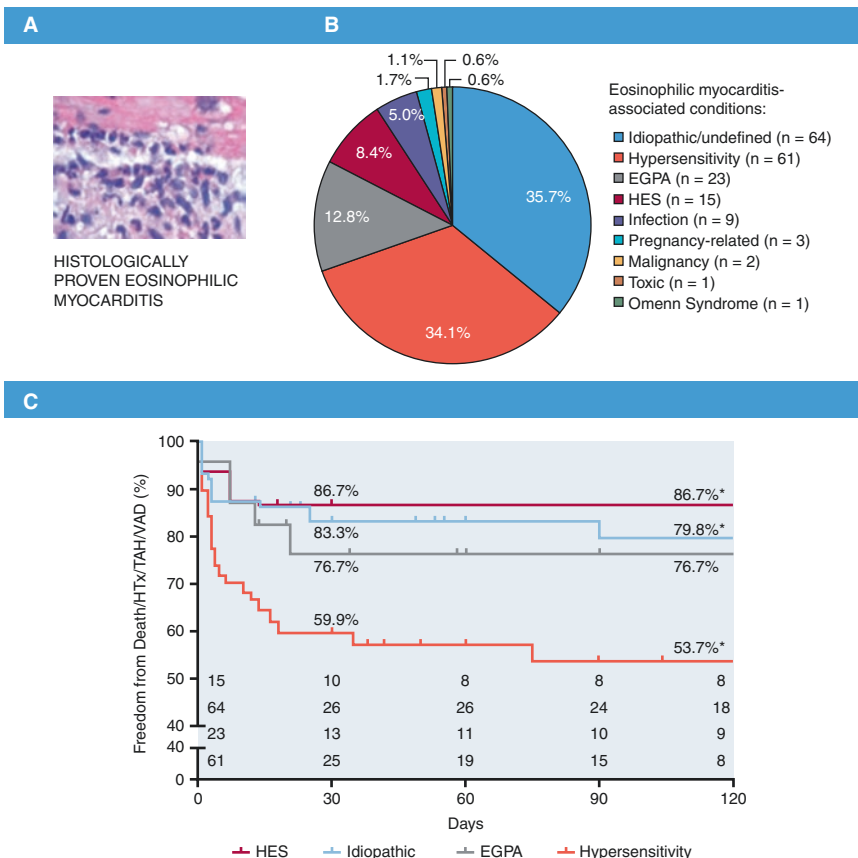 A
B
HISTOLOGICALLY
PROVEN EOSINOPHILIC
MYOCARDITIS
1.1%
0.6%
1.7%
0.6%
5.0%
8.4%
12.8%
35.7%
34.1%
Eosinophilic myocarditis-
associated conditions:
Idiopathic/undefined (n = 64)
Hypersensitivity (n = 61)
EGPA (n = 23)
HES (n = 15)
Infection (n = 9)
Pregnancy-related (n = 3)
Malignancy (n = 2)
Toxic (n = 1)
Omenn Syndrome (n = 1)
C
Freedom from Death/HTx/TAH/VAD (%)
100
90
80
70
60
50
40
40
0
86.7% 86.7%*
83.3% 79.8%*
76.7% 76.7%
59.9% 53.7%*
15 10 8 8 8
64 26 26 24 18
23 13 11 10 9
61 25 19 15 8
0 30 60 90 120
Days
HES Idiopathic EGPA Hypersensitivity